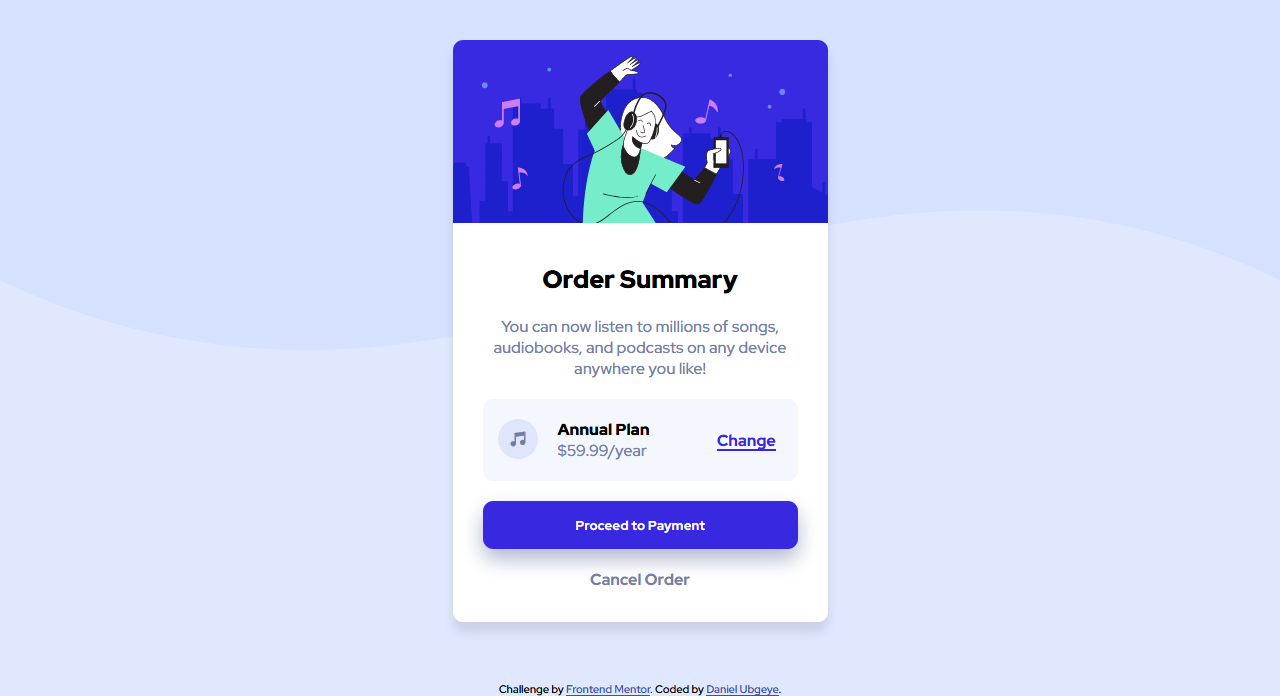 Order Summary
You can now listen to millions of songs,
audiobooks, and podcasts on any device
anywhere you like!
Annual Plan
$59.99/year
Change
Proceed to Payment
Cancel Order
Challenge by Frontend Mentor. Coded by Daniel Ubgeye.